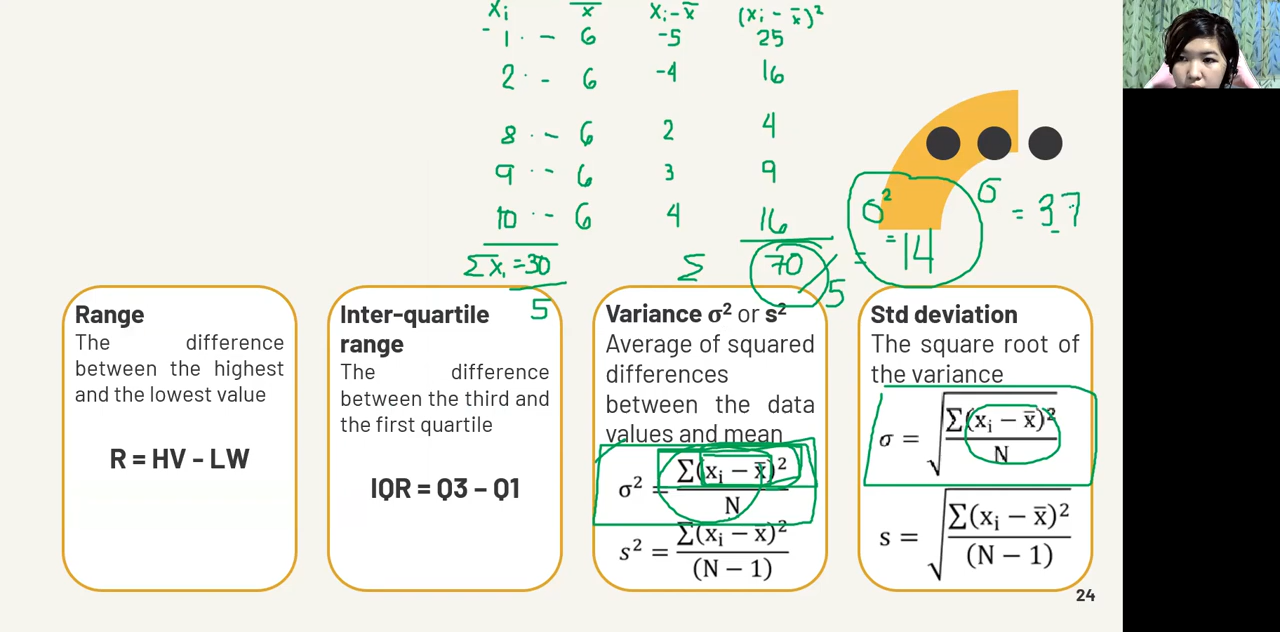 xᵢ x̄ xᵢ-x̄ (xᵢ - x̄)²
1 - 6 -5 25
2 - 6 -4 16
8 - 6 2 4
9 - 6 3 9
10 - 6 4 16
Σxᵢ = 30
5
Σ 70 / 5 =
σ² = 14
σ = 37
Range
The difference
between the highest
and the lowest value
R = HV - LW
Inter-quartile
range
The difference
between the third and
the first quartile
IQR = Q3 – Q1
Variance σ² or s²
Average of squared
differences
between the data
values and mean
σ² = Σ(xᵢ − x̄)² / N
s² = Σ(xᵢ − x̄)² / (N − 1)
Std deviation
The square root of
the variance
σ = √(Σ(xᵢ − x̄)² / N)
s = √(Σ(xᵢ − x̄)² / (N − 1))
24